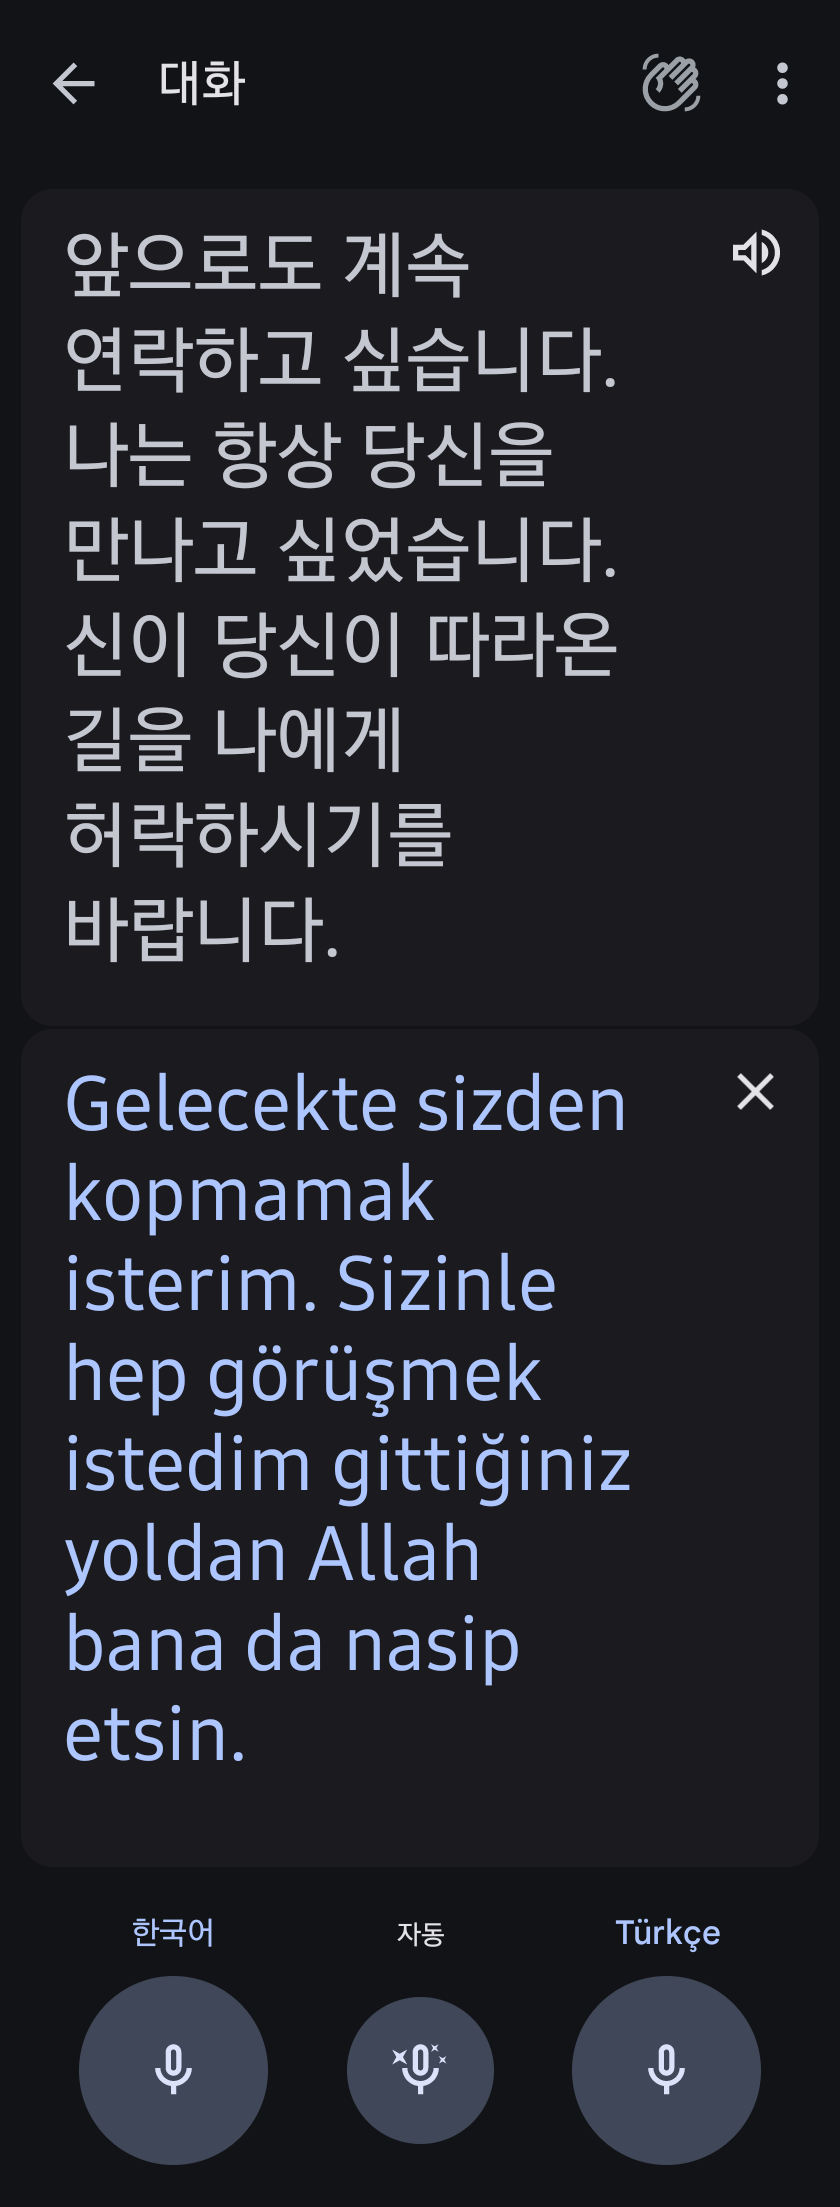 대화
앞으로도 계속
연락하고 싶습니다.
나는 항상 당신을
만나고 싶었습니다.
신이 당신이 따라온
길을 나에게
허락하시기를
바랍니다.
Gelecekte sizden
kopmamak
isterim. Sizinle
hep görüşmek
istedim gittiğiniz
yoldan Allah
bana da nasip
etsin.
한국어 자동 Türkçe